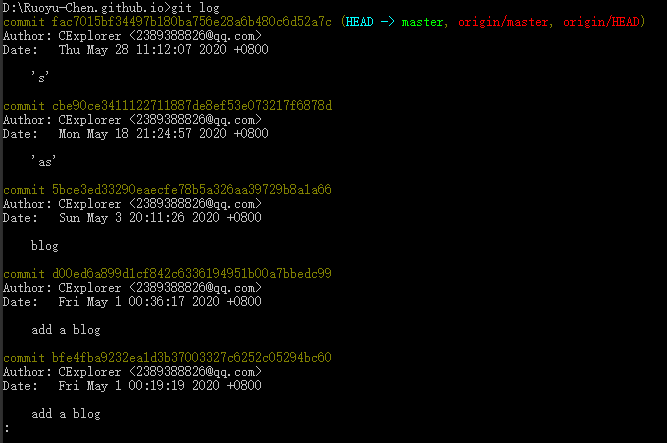 D:\Ruoyu-Chen.github.io>git log
commit fac7015bf34497b180ba756e28a6b480c6d52a7c (HEAD -> master, origin/master, origin/HEAD)
Author: CExplorer <2389388826@qq.com>
Date:   Thu May 28 11:12:07 2020 +0800
's'
commit cbe90ce3411122711887de8ef53e073217f6878d
Author: CExplorer <2389388826@qq.com>
Date:   Mon May 18 21:24:57 2020 +0800
'as'
commit 5bce3ed33290eaecfe78b5a326aa39729b8a1a66
Author: CExplorer <2389388826@qq.com>
Date:   Sun May 3 20:11:26 2020 +0800
blog
commit d00ed6a899d1cf842c6336194951b00a7bbedc99
Author: CExplorer <2389388826@qq.com>
Date:   Fri May 1 00:36:17 2020 +0800
add a blog
commit bfe4fba9232ea1d3b37003327c6252c05294bc60
Author: CExplorer <2389388826@qq.com>
Date:   Fri May 1 00:19:19 2020 +0800
add a blog
: